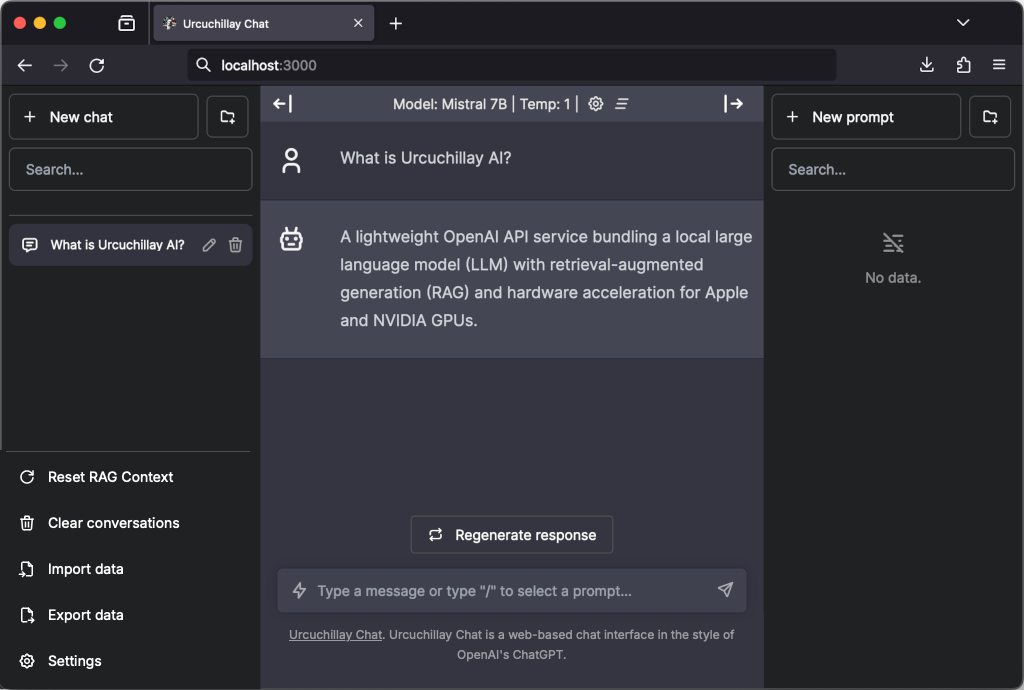 Urcuchillay Chat
localhost:3000
New chat
Search...
What is Urcuchillay AI?
Reset RAG Context
Clear conversations
Import data
Export data
Settings
Model: Mistral 7B | Temp: 1 |
What is Urcuchillay AI?
A lightweight OpenAI API service bundling a local large
language model (LLM) with retrieval-augmented
generation (RAG) and hardware acceleration for Apple
and NVIDIA GPUs.
Regenerate response
Type a message or type "/" to select a prompt...
Urcuchillay Chat. Urcuchillay Chat is a web-based chat interface in the style of
OpenAI's ChatGPT.
New prompt
Search...
No data.